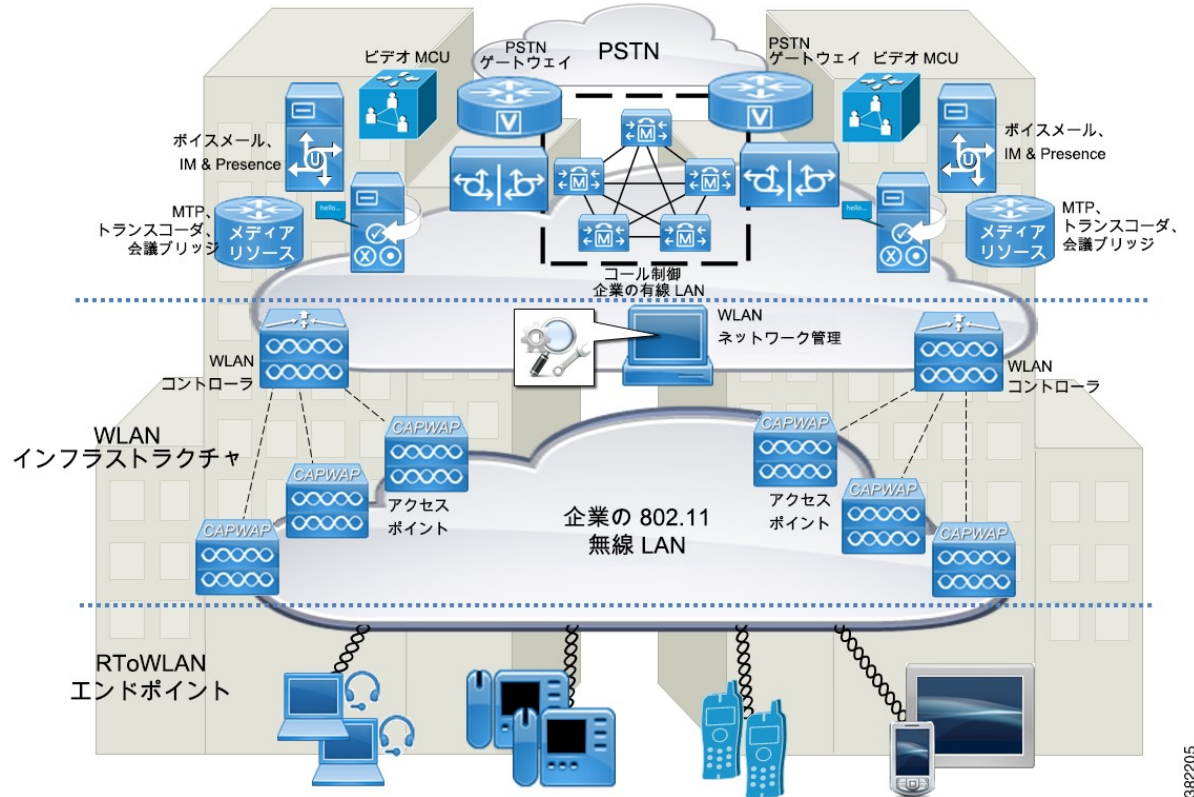 PSTN
PSTN
ゲートウェイ
PSTN
ゲートウェイ
ビデオ MCU
ビデオ MCU
V
V
M
M
M
M
M
ボイスメール、
IM & Presence
U
ボイスメール、
IM & Presence
U
MTP、
トランスコーダ、
会議ブリッジ
メディア
リソース
hello...
hello...
メディア
リソース
MTP、
トランスコーダ、
会議ブリッジ
コール制御
企業の有線 LAN
WLAN
ネットワーク管理
WLAN
コントローラ
WLAN
コントローラ
WLAN
インフラストラクチャ
CAPWAP
CAPWAP
CAPWAP
アクセス
ポイント
CAPWAP
CAPWAP
CAPWAP
アクセス
ポイント
企業の 802.11
無線 LAN
RToWLAN
エンドポイント
382205